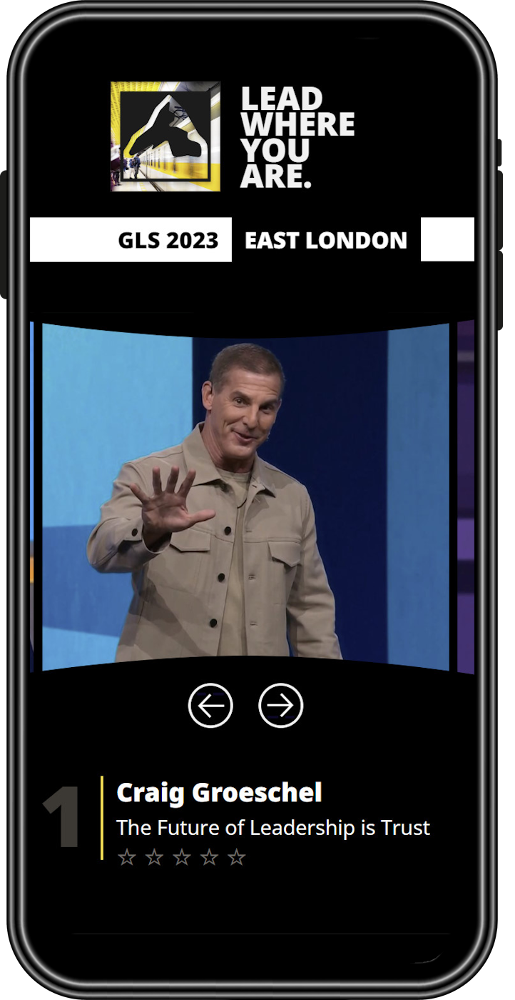 LEAD
WHERE
YOU
ARE.
GLS 2023
EAST LONDON
1
Craig Groeschel
The Future of Leadership is Trust